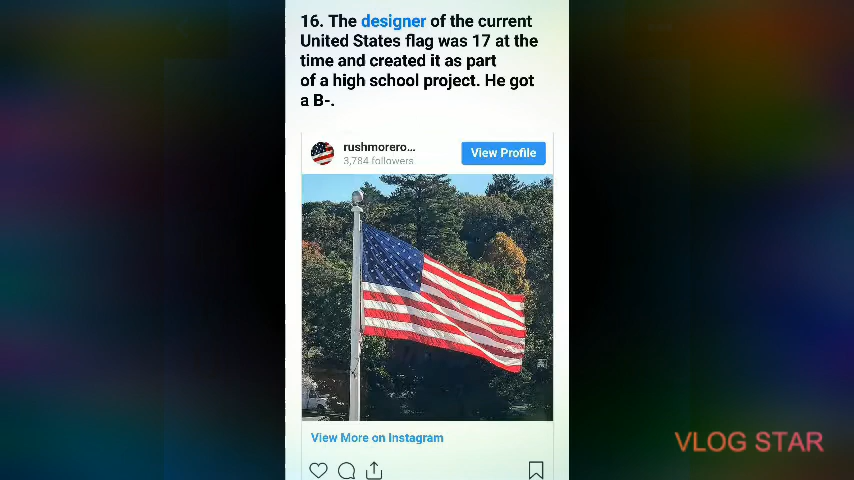 16. The designer of the current
United States flag was 17 at the
time and created it as part
of a high school project. He got
a B-.
rushmorero...
3,784 followers
View Profile
View More on Instagram
VLOG STAR